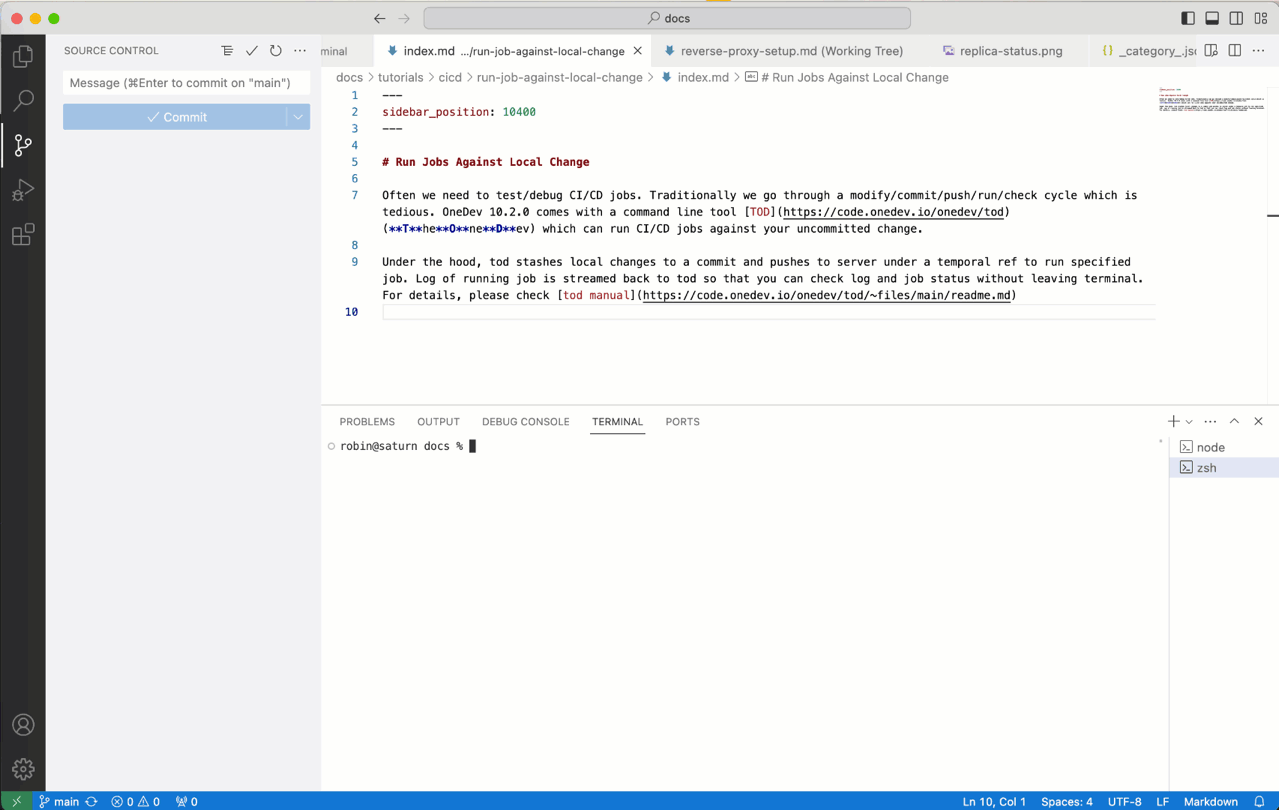 docs
SOURCE CONTROL
minal
index.md .../run-job-against-local-change
reverse-proxy-setup.md (Working Tree)
replica-status.png
_category_.jsc
docs > tutorials > cicd > run-job-against-local-change > index.md > # Run Jobs Against Local Change
Message (⌘Enter to commit on "main")
Commit
1 ---
2 sidebar_position: 10400
3 ---
4
5 # Run Jobs Against Local Change
6
7 Often we need to test/debug CI/CD jobs. Traditionally we go through a modify/commit/push/run/check cycle which is
tedious. OneDev 10.2.0 comes with a command line tool [TOD](https://code.onedev.io/onedev/tod)
(**T**he**O**ne**D**ev) which can run CI/CD jobs against your uncommitted change.
8
9 Under the hood, tod stashes local changes to a commit and pushes to server under a temporal ref to run specified
job. Log of running job is streamed back to tod so that you can check log and job status without leaving terminal.
For details, please check [tod manual](https://code.onedev.io/onedev/tod/~files/main/readme.md)
10
PROBLEMS OUTPUT DEBUG CONSOLE TERMINAL PORTS
robin@saturn docs %
node
zsh
main 0 0 0 Ln 10, Col 1 Spaces: 4 UTF-8 LF Markdown